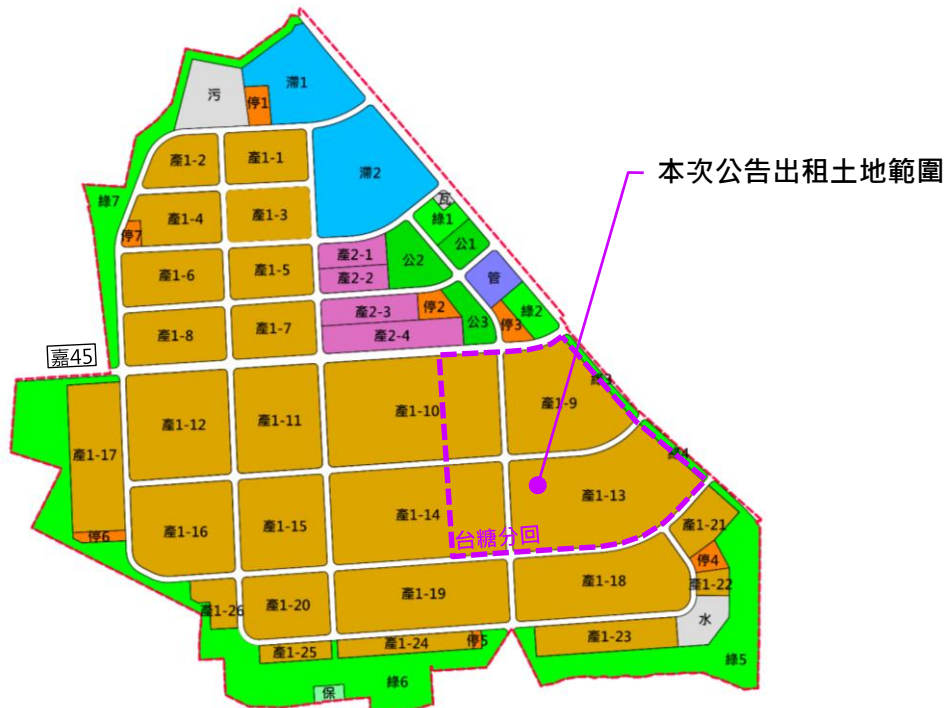 滯1
污
停1
產1-2
產1-1
滯2
本次公告出租土地範圍
綠7
瓦
產1-4
產1-3
綠1
停7
公1
產2-1
公2
產1-6
產1-5
產2-2
管
產2-3
停2
綠2
產1-8
產1-7
產2-4
公3
停3
嘉45
綠3
產1-12
產1-11
產1-10
產1-9
產1-17
綠4
產1-16
產1-15
產1-14
產1-13
停6
台糖分回
產1-21
停4
產1-26
產1-20
產1-19
產1-18
產1-22
水
產1-25
產1-24
停5
產1-23
綠5
保
綠6